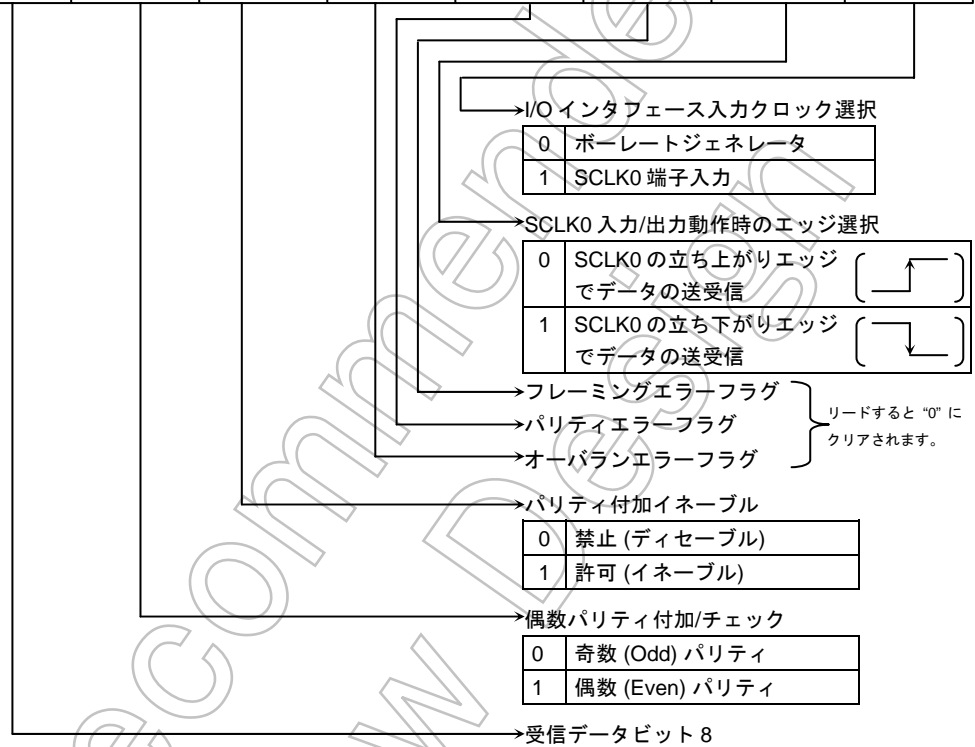 I/O インタフェース入力クロック選択
0 ボーレートジェネレータ
1 SCLK0 端子入力
SCLK0 入力/出力動作時のエッジ選択
0 SCLK0 の立ち上がりエッジ
でデータの送受信
1 SCLK0 の立ち下がりエッジ
でデータの送受信
フレーミングエラーフラグ
パリティエラーフラグ
オーバランエラーフラグ
リードすると “0” に
クリアされます。
パリティ付加イネーブル
0 禁止 (ディセーブル)
1 許可 (イネーブル)
偶数パリティ付加/チェック
0 奇数 (Odd) パリティ
1 偶数 (Even) パリティ
受信データビット 8